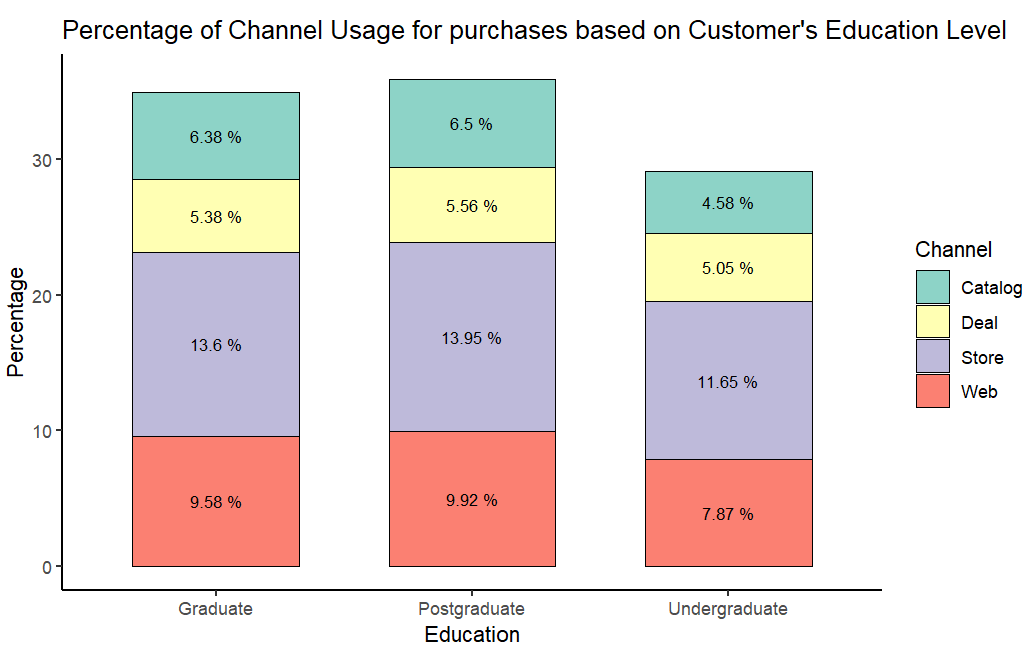 Percentage of Channel Usage for purchases based on Customer's Education Level
Percentage
30
20
10
0
6.38 %
5.38 %
13.6 %
9.58 %
6.5 %
5.56 %
13.95 %
9.92 %
4.58 %
5.05 %
11.65 %
7.87 %
Graduate
Postgraduate
Undergraduate
Education
Channel
Catalog
Deal
Store
Web